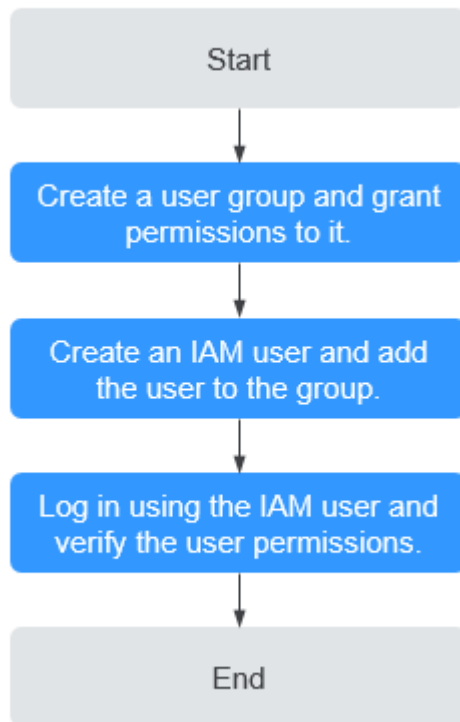 Start
Create a user group and grant
permissions to it.
Create an IAM user and add
the user to the group.
Log in using the IAM user and
verify the user permissions.
End